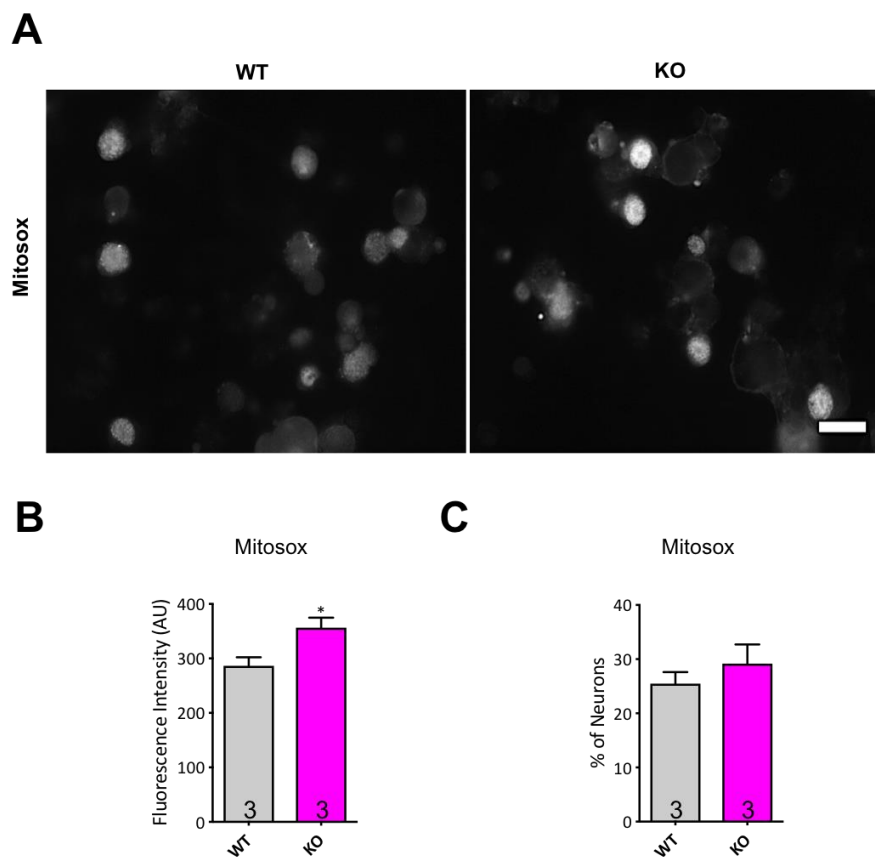 A
WT
KO
Mitosox
B
Mitosox
Fluorescence Intensity (AU)
400
300
200
100
0
*
3
3
WT
KO
C
Mitosox
% of Neurons
40
30
20
10
0
3
3
WT
KO